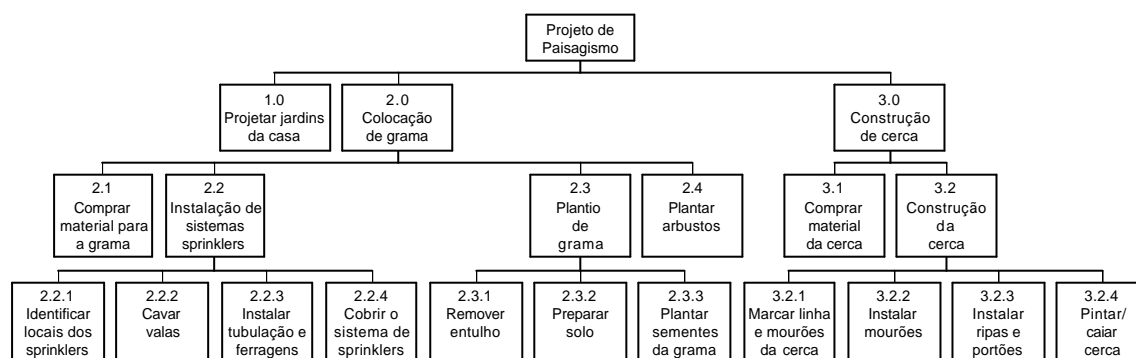 Projeto de
Paisagismo
1.0
Projetar jardins
da casa
2.0
Colocação
de grama
3.0
Construção
de cerca
2.1
Comprar
material para
a grama
2.2
Instalação de
sistemas
sprinklers
2.3
Plantio
de
grama
2.4
Plantar
arbustos
3.1
Comprar
material
da cerca
3.2
Construção
da
cerca
2.2.1
Identificar
locais dos
sprinklers
2.2.2
Cavar
valas
2.2.3
Instalar
tubulação e
ferragens
2.2.4
Cobrir o
sistema de
sprinklers
2.3.1
Remover
entulho
2.3.2
Preparar
solo
2.3.3
Plantar
sementes
da grama
3.2.1
Marcar linha
e mourões
da cerca
3.2.2
Instalar
mourões
3.2.3
Instalar
ripas e
portões
3.2.4
Pintar/
caiar
cerca